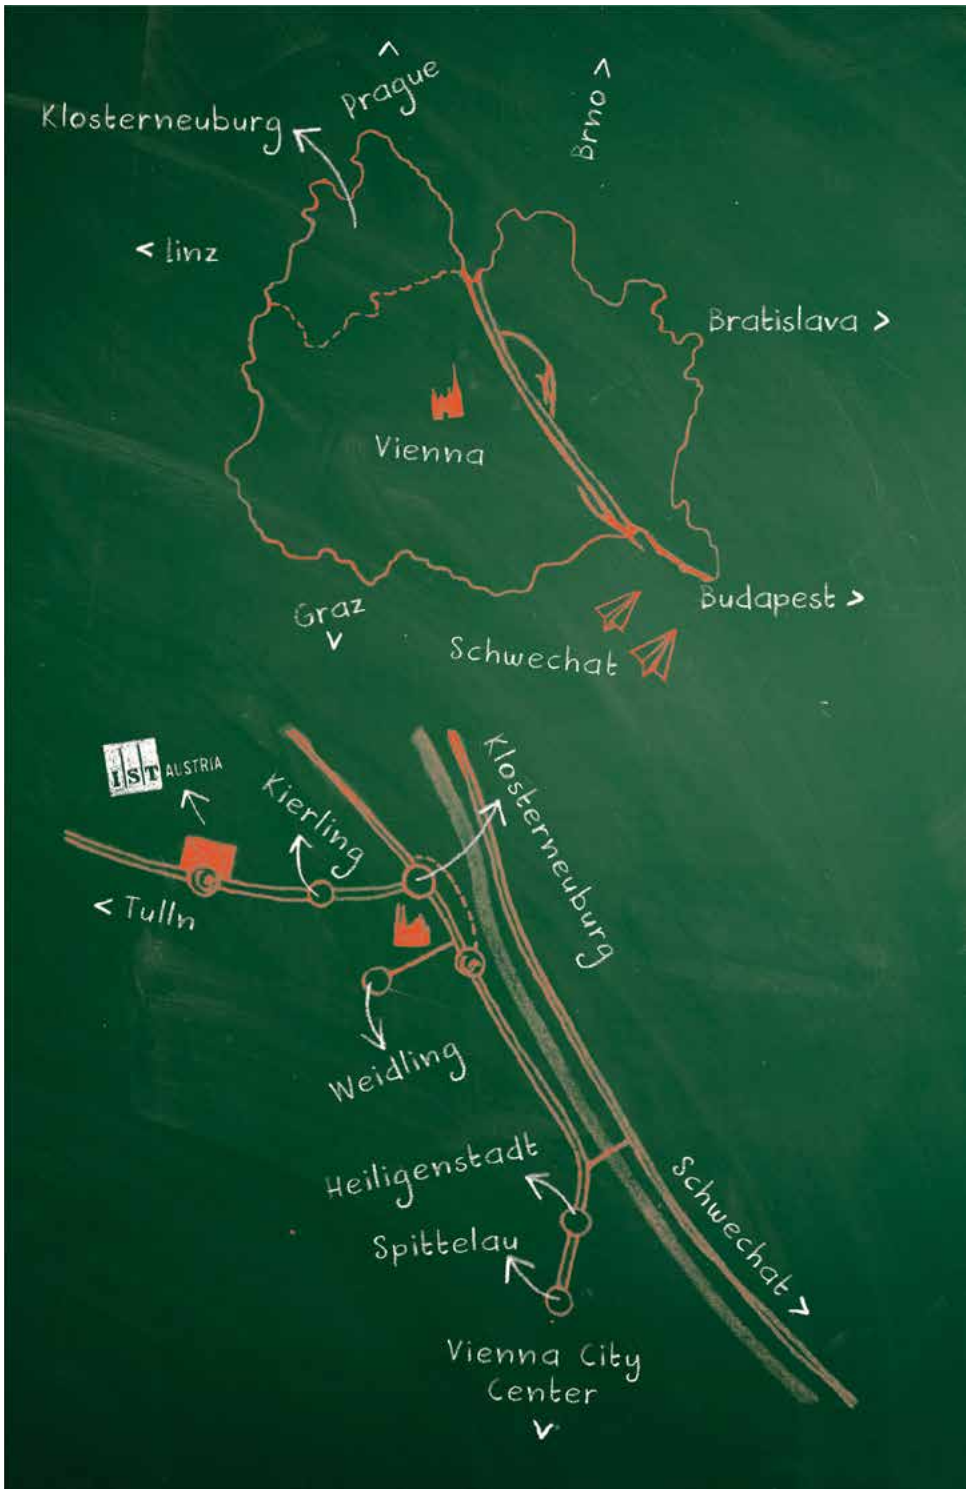 Prague
Brno
Klosterneuburg
linz
Bratislava
Vienna
Budapest
Graz
Schwechat
IST AUSTRIA
Klosterneuburg
Kierling
Tulln
Weidling
Heiligenstadt
Schwechat
Spittelau
Vienna City
Center